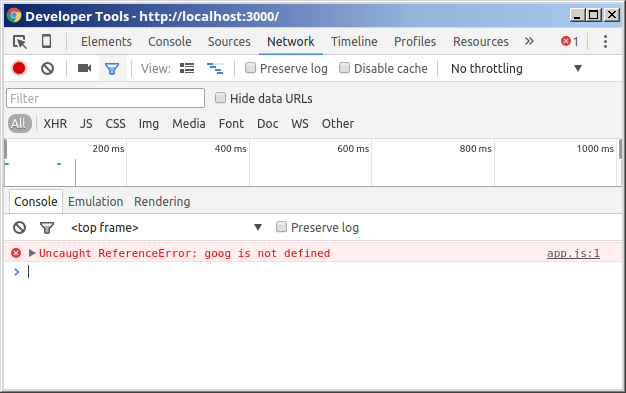 Developer Tools - http://localhost:3000/
Elements Console Sources Network Timeline Profiles Resources » 1
View: Preserve log Disable cache No throttling
Filter Hide data URLs
All XHR JS CSS Img Media Font Doc WS Other
200 ms 400 ms 600 ms 800 ms 1000 ms
Console Emulation Rendering
<top frame> Preserve log
Uncaught ReferenceError: goog is not defined app.js:1
>